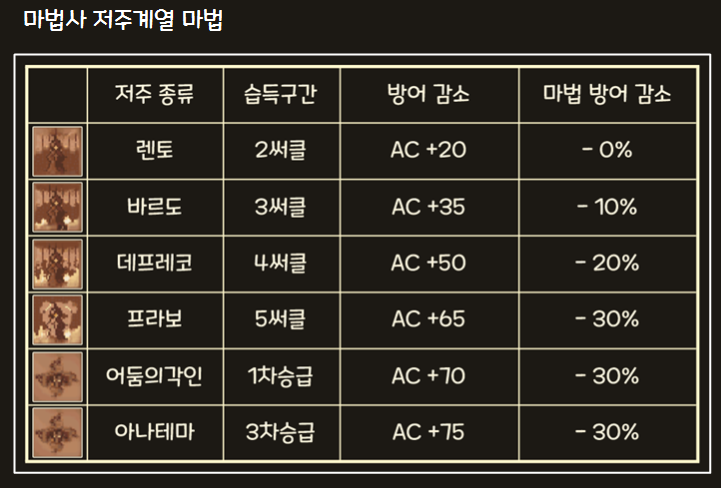 마법사 저주계열 마법
저주 종류 습득구간 방어 감소 마법 방어 감소
렌토 2써클 AC +20 - 0%
바르도 3써클 AC +35 - 10%
데프레코 4써클 AC +50 - 20%
프라보 5써클 AC +65 - 30%
어둠의각인 1차승급 AC +70 - 30%
아나테마 3차승급 AC +75 - 30%